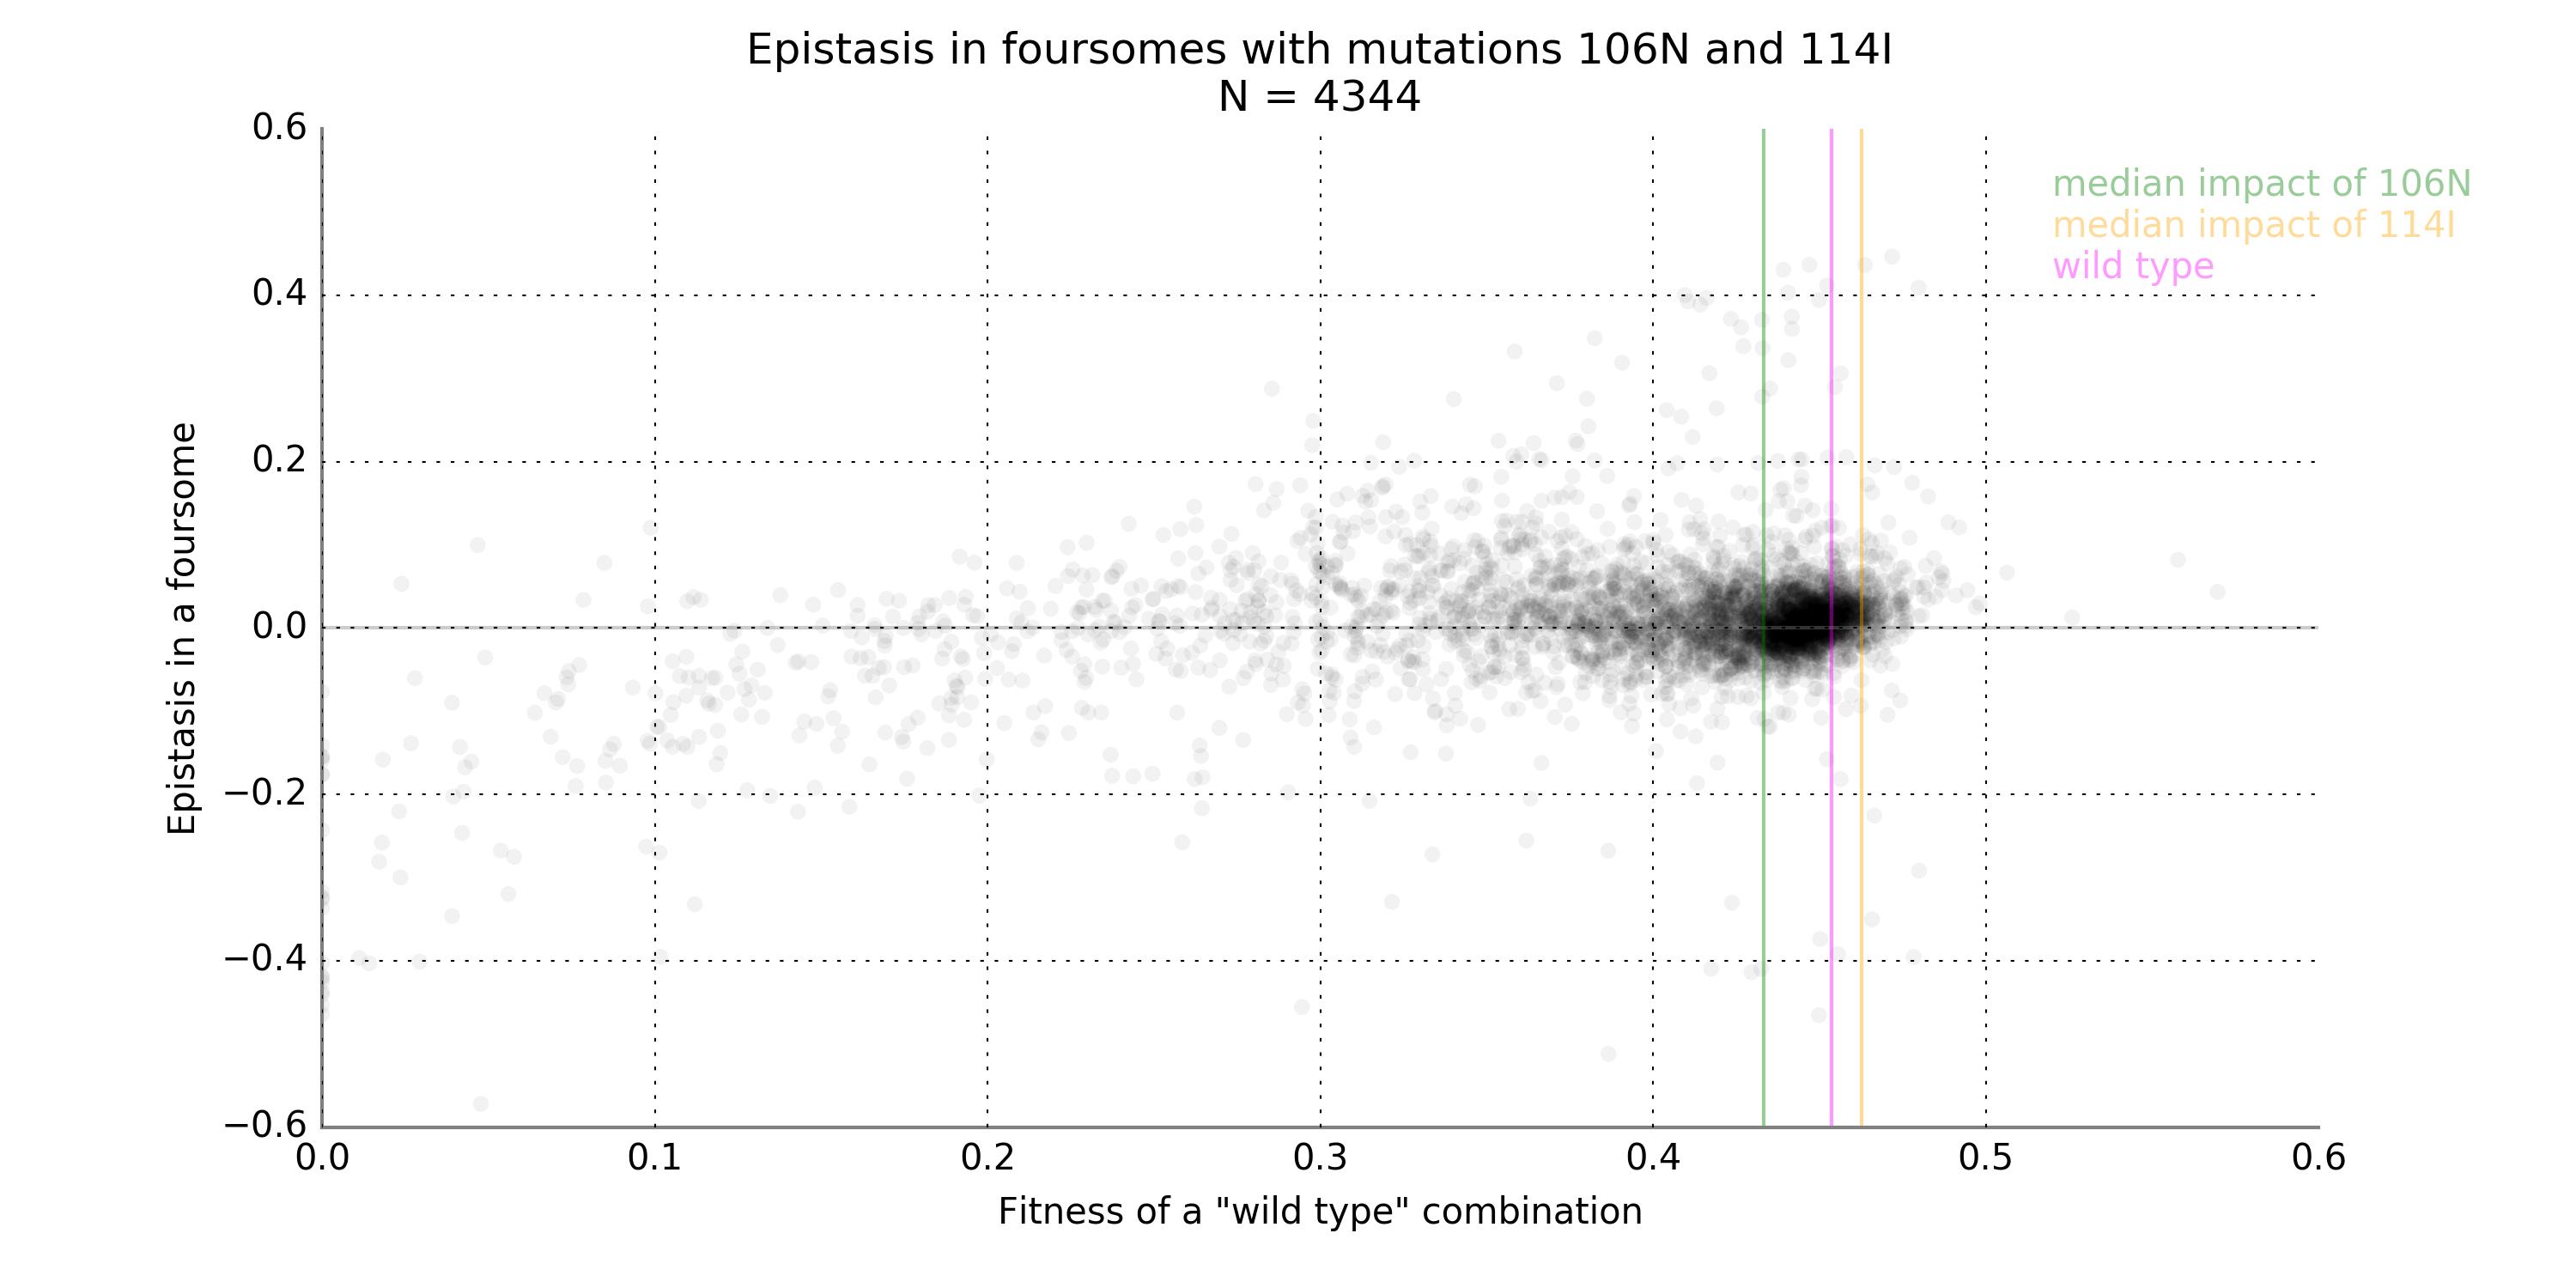 Epistasis in foursomes with mutations 106N and 114I
N = 4344
median impact of 106N
median impact of 114I
wild type
Epistasis in a foursome
0.6
0.4
0.2
0.0
−0.2
−0.4
−0.6
0.0 0.1 0.2 0.3 0.4 0.5 0.6
Fitness of a "wild type" combination